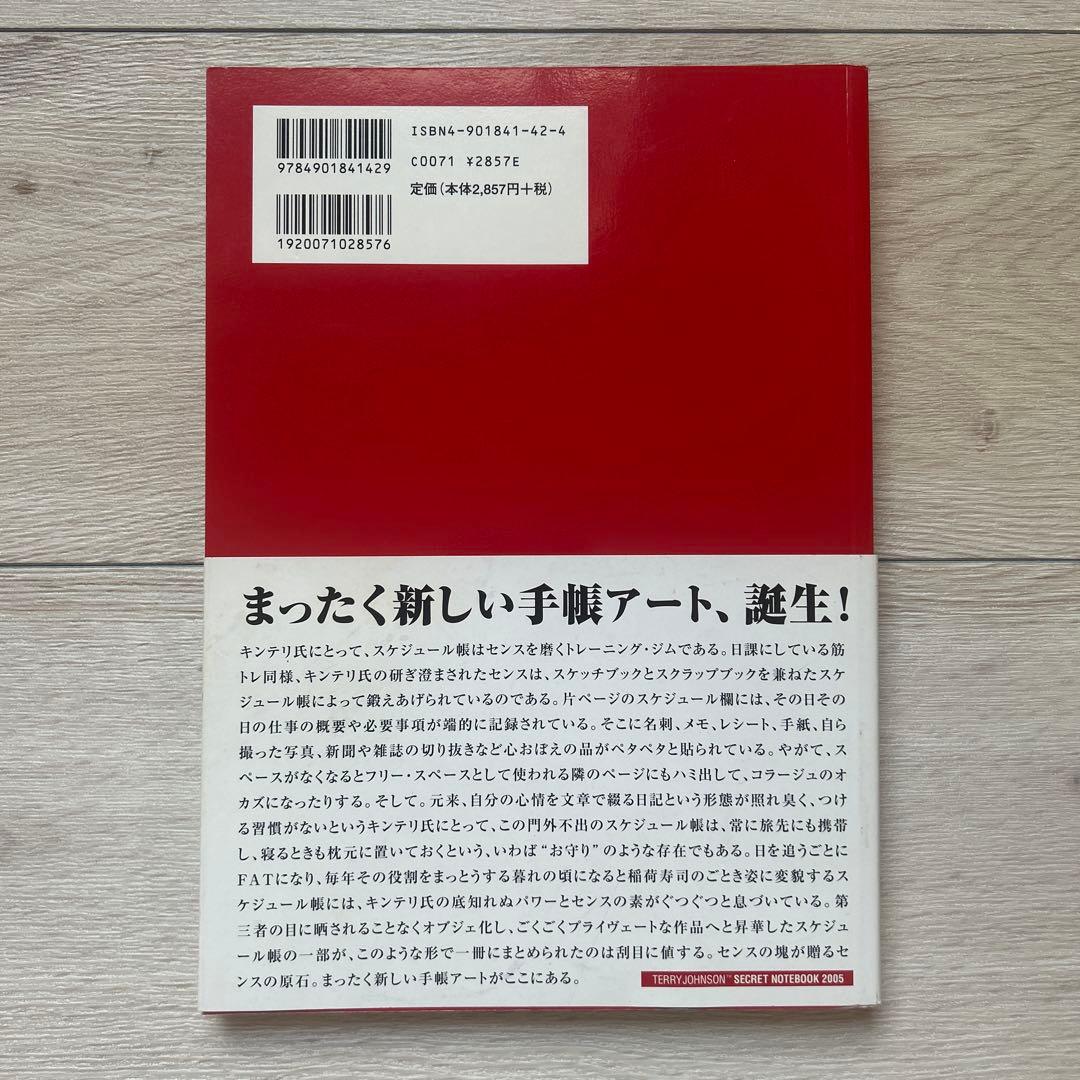 ISBN4-901841-42-4
9784901841429
C0071 ¥2857E
定価(本体2,857円+税)
1920071028576
まったく新しい手帳アート、誕生!
キンテリ氏にとって、スケジュール帳はセンスを磨くトレーニング・ジムである。日課にしている筋
トレ同様、キンテリ氏の研ぎ澄まされたセンスは、スケッチブックとスクラップブックを兼ねたスケ
ジュール帳によって鍛えあげられているのである。片ページのスケジュール欄には、その日その
日の仕事の概要や必要事項が端的に記録されている。そこに名刺、メモ、レシート、手紙、自ら
撮った写真、新聞や雑誌の切り抜きなど心おぼえの品がペタペタと貼られている。やがて、ス
ペースがなくなるとフリー・スペースとして使われる隣のページにもハミ出して、コラージュのオ
カズになったりする。そして。元来、自分の心情を文章で綴る日記という形態が照れ臭く、つけ
る習慣がないというキンテリ氏にとって、この門外不出のスケジュール帳は、常に旅先にも携帯
し、寝るときも枕元に置いておくという、いわば“お守り”のような存在でもある。日を追うごとに
FATになり、毎年その役割をまっとうする暮れの頃になると稲荷寿司のごとき姿に変貌するス
ケジュール帳には、キンテリ氏の底知れぬパワーとセンスの素がぐつぐつと息づいている。第
三者の目に晒されることなくオブジェ化し、ごくごくプライヴェートな作品へと昇華したスケジュ
ール帳の一部が、このような形で一冊にまとめられたのは刮目に値する。センスの塊が贈るセ
ンスの原石。まったく新しい手帳アートがここにある。
TERRY JOHNSON™ SECRET NOTEBOOK 2005